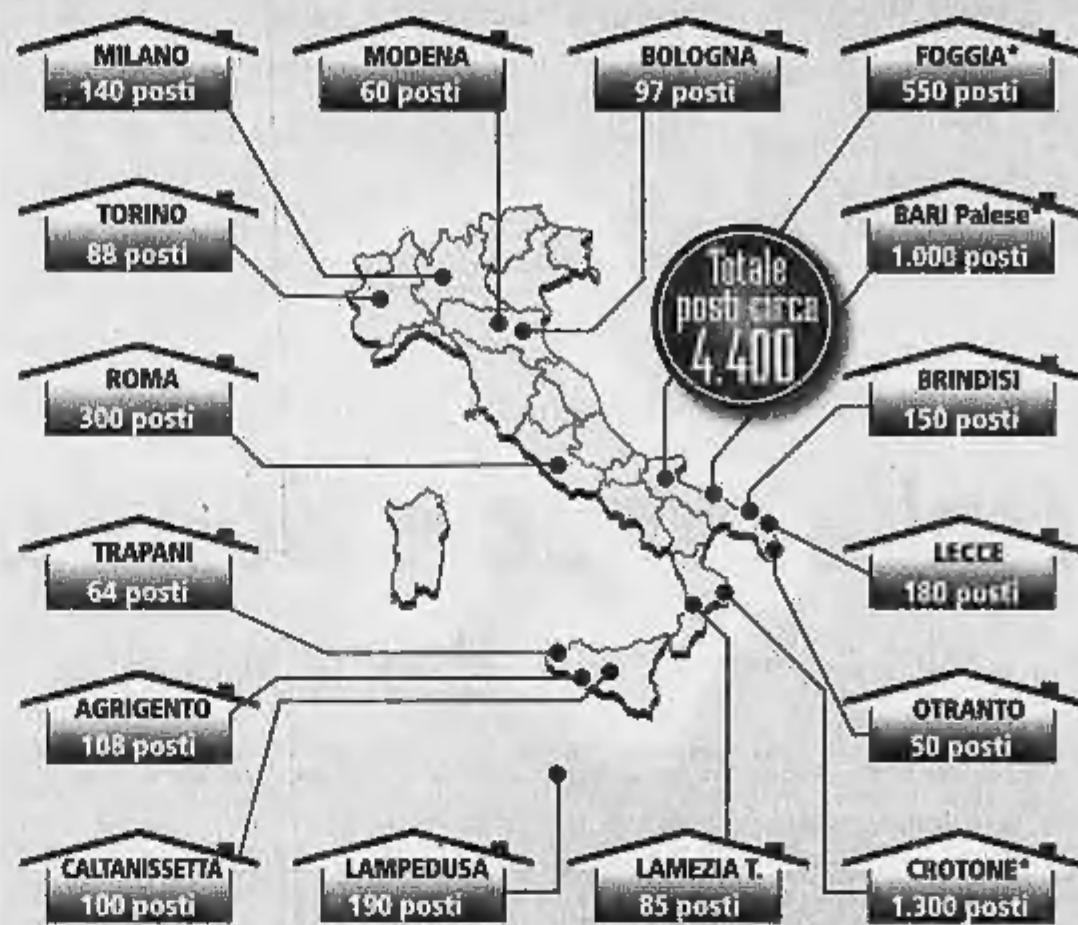 MILANO
140 posti
MODENA
60 posti
BOLOGNA
97 posti
FOGGIA*
550 posti
TORINO
88 posti
BARI Palese*
1.000 posti
Totale
posti circa
4.400
ROMA
300 posti
BRINDISI
150 posti
TRAPANI
64 posti
LECCE
180 posti
AGRIGENTO
108 posti
OTRANTO
50 posti
CALTANISSETTA
100 posti
LAMPEDUSA
190 posti
LAMEZIA T.
85 posti
CROTONE*
1.300 posti